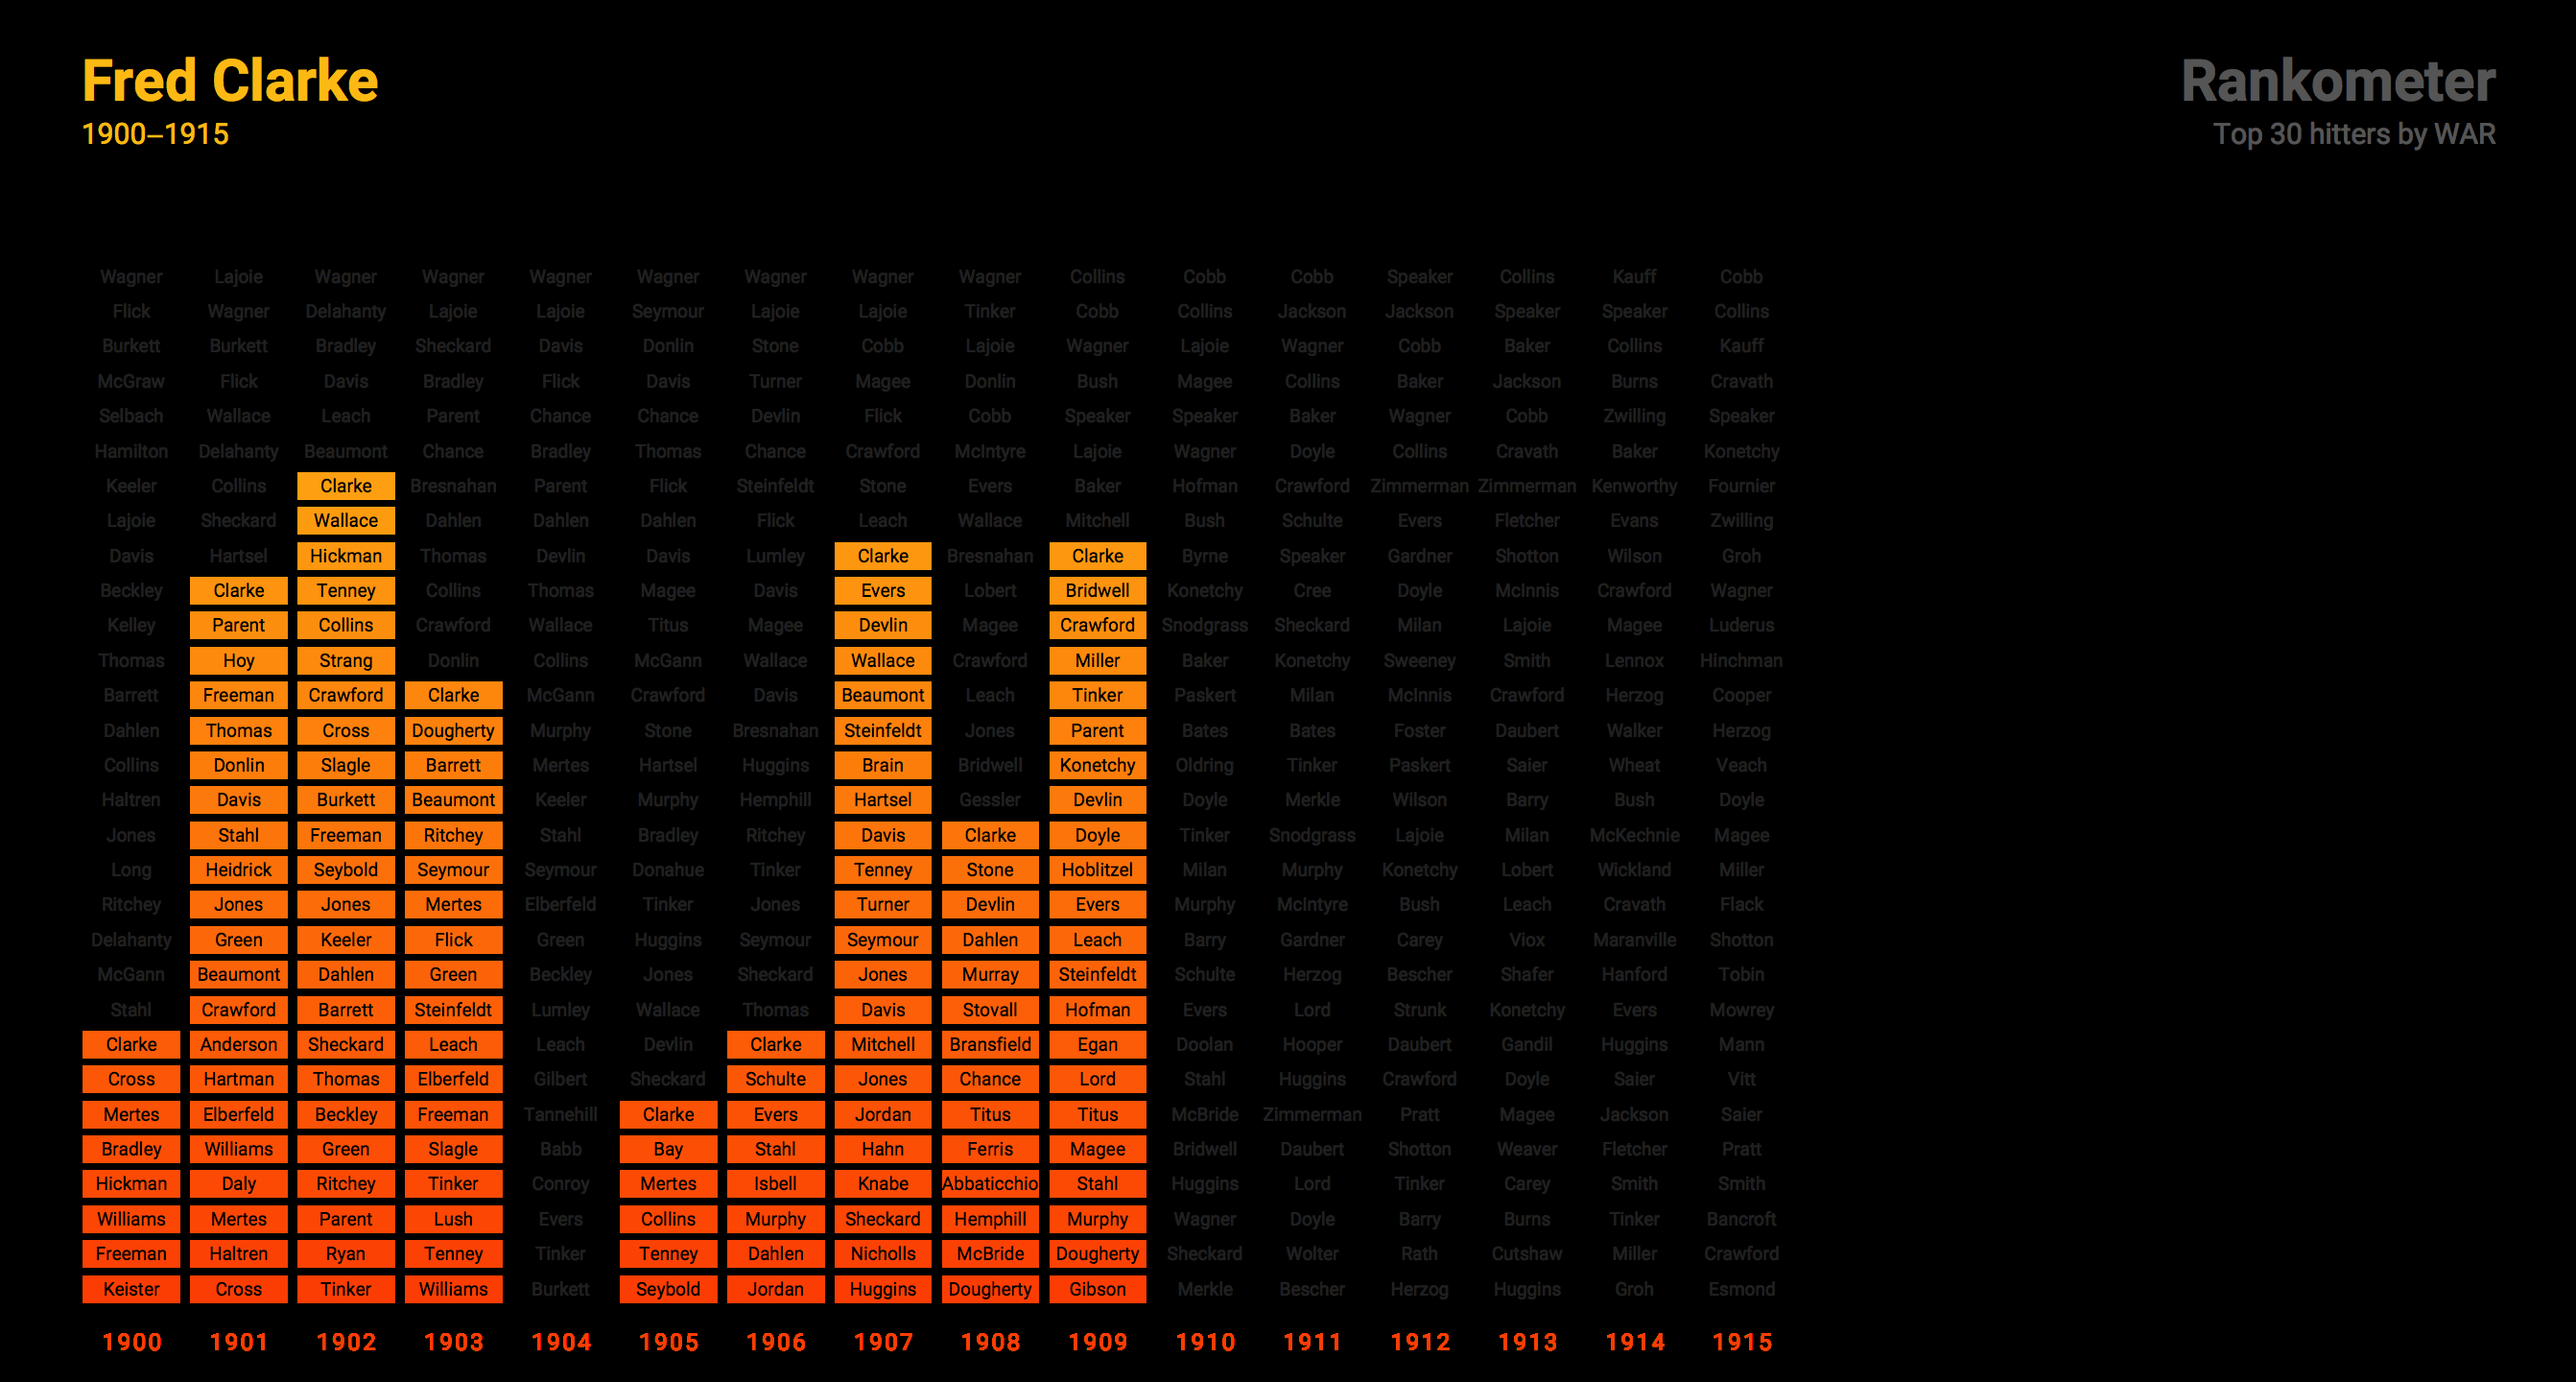 Fred Clarke
1900–1915
Rankometer
Top 30 hitters by WAR
Wagner Lajoie Wagner Wagner Wagner Wagner Wagner Wagner Wagner Collins Cobb Cobb Speaker Collins Kauff Cobb
Flick Wagner Delahanty Lajoie Lajoie Seymour Lajoie Lajoie Tinker Cobb Collins Jackson Jackson Speaker Speaker Collins
Burkett Burkett Bradley Sheckard Davis Donlin Stone Cobb Lajoie Wagner Lajoie Wagner Cobb Baker Collins Kauff
McGraw Flick Davis Bradley Flick Davis Turner Magee Donlin Bush Magee Collins Baker Jackson Burns Cravath
Selbach Wallace Leach Parent Chance Chance Devlin Flick Cobb Speaker Speaker Baker Wagner Cobb Zwilling Speaker
Hamilton Delahanty Beaumont Chance Bradley Thomas Chance Crawford McIntyre Lajoie Wagner Doyle Collins Cravath Baker Konetchy
Keeler Collins Clarke Bresnahan Parent Flick Steinfeldt Stone Evers Baker Hofman Crawford Zimmerman Zimmerman Kenworthy Fournier
Lajoie Sheckard Wallace Dahlen Dahlen Dahlen Flick Leach Wallace Mitchell Bush Schulte Evers Fletcher Evans Zwilling
Davis Hartsel Hickman Thomas Devlin Davis Lumley Clarke Bresnahan Clarke Byrne Speaker Gardner Shotton Wilson Groh
Beckley Clarke Tenney Collins Thomas Magee Davis Evers Lobert Bridwell Konetchy Cree Doyle McInnis Crawford Wagner
Kelley Parent Collins Crawford Wallace Titus Magee Devlin Magee Crawford Snodgrass Sheckard Milan Lajoie Magee Luderus
Thomas Hoy Strang Donlin Collins McGann Wallace Wallace Crawford Miller Baker Konetchy Sweeney Smith Lennox Hinchman
Barrett Freeman Crawford Clarke McGann Crawford Davis Beaumont Leach Tinker Paskert Milan McInnis Crawford Herzog Cooper
Dahlen Thomas Cross Dougherty Murphy Stone Bresnahan Steinfeldt Jones Parent Bates Bates Foster Daubert Walker Herzog
Collins Donlin Slagle Barrett Mertes Hartsel Huggins Brain Bridwell Konetchy Oldring Tinker Paskert Saier Wheat Veach
Haltren Davis Burkett Beaumont Keeler Murphy Hemphill Hartsel Gessler Devlin Doyle Merkle Wilson Barry Bush Doyle
Jones Stahl Freeman Ritchey Stahl Bradley Ritchey Davis Clarke Doyle Tinker Snodgrass Lajoie Milan McKechnie Magee
Long Heidrick Seybold Seymour Seymour Donahue Tinker Tenney Stone Hoblitzel Milan Murphy Konetchy Lobert Wickland Miller
Ritchey Jones Jones Mertes Elberfeld Tinker Jones Turner Devlin Evers Murphy McIntyre Bush Leach Cravath Flack
Delahanty Green Keeler Flick Green Huggins Seymour Seymour Dahlen Leach Barry Gardner Carey Viox Maranville Shotton
McGann Beaumont Dahlen Green Beckley Jones Sheckard Jones Murray Steinfeldt Schulte Herzog Bescher Shafer Hanford Tobin
Stahl Crawford Barrett Steinfeldt Lumley Wallace Thomas Davis Stovall Hofman Evers Lord Strunk Konetchy Evers Mowrey
Clarke Anderson Sheckard Leach Leach Devlin Clarke Mitchell Bransfield Egan Doolan Hooper Daubert Gandil Huggins Mann
Cross Hartman Thomas Elberfeld Gilbert Sheckard Schulte Jones Chance Lord Stahl Huggins Crawford Doyle Saier Vitt
Mertes Elberfeld Beckley Freeman Tannehill Clarke Evers Jordan Titus Titus McBride Zimmerman Pratt Magee Jackson Saier
Bradley Williams Green Slagle Babb Bay Stahl Hahn Ferris Magee Bridwell Daubert Shotton Weaver Fletcher Pratt
Hickman Daly Ritchey Tinker Conroy Mertes Isbell Knabe Abbaticchio Stahl Huggins Lord Tinker Carey Smith Smith
Williams Mertes Parent Lush Evers Collins Murphy Sheckard Hemphill Murphy Wagner Doyle Barry Burns Tinker Bancroft
Freeman Haltren Ryan Tenney Tinker Tenney Dahlen Nicholls McBride Dougherty Sheckard Wolter Rath Cutshaw Miller Crawford
Keister Cross Tinker Williams Burkett Seybold Jordan Huggins Dougherty Gibson Merkle Bescher Herzog Huggins Groh Esmond
1900 1901 1902 1903 1904 1905 1906 1907 1908 1909 1910 1911 1912 1913 1914 1915